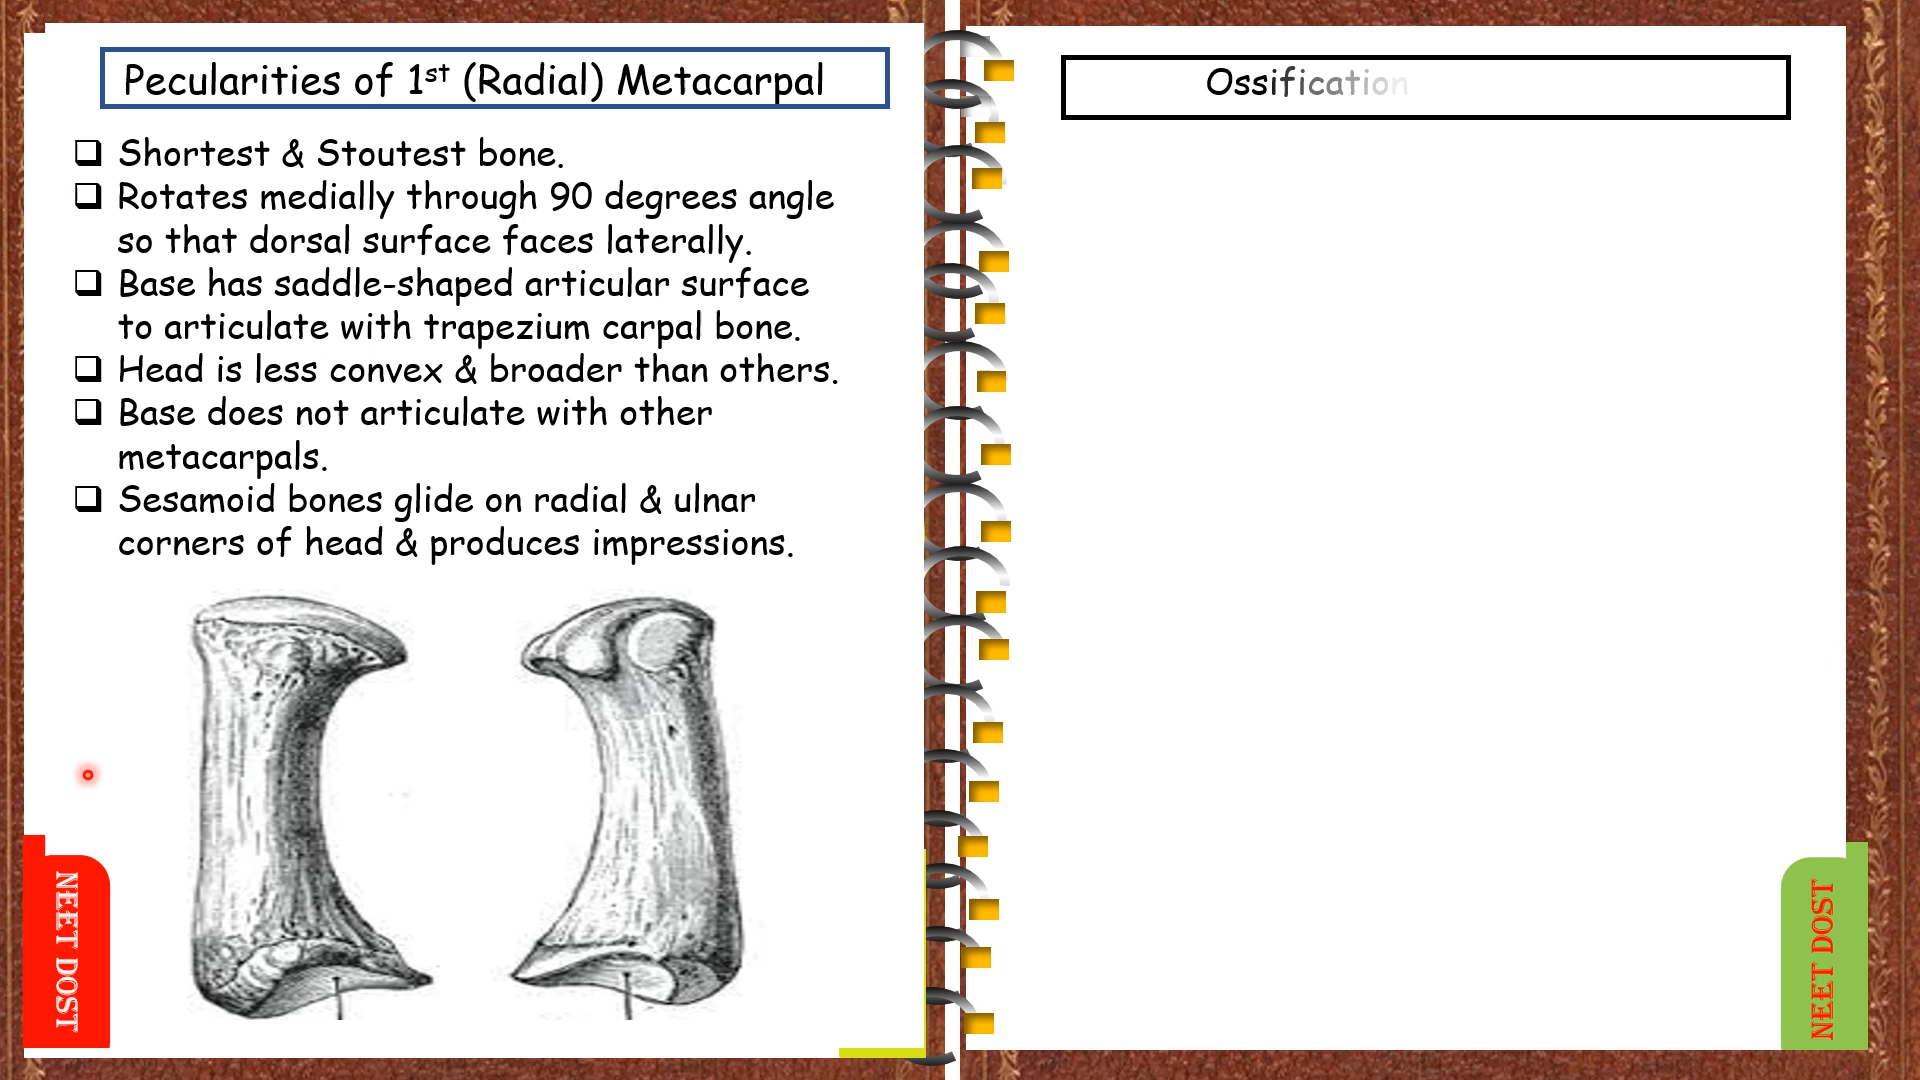 Pecularities of 1st (Radial) Metacarpal
❑ Shortest & Stoutest bone.
❑ Rotates medially through 90 degrees angle
so that dorsal surface faces laterally.
❑ Base has saddle-shaped articular surface
to articulate with trapezium carpal bone.
❑ Head is less convex & broader than others.
❑ Base does not articulate with other
metacarpals.
❑ Sesamoid bones glide on radial & ulnar
corners of head & produces impressions.
NEET DOST
Ossification
NEET DOST